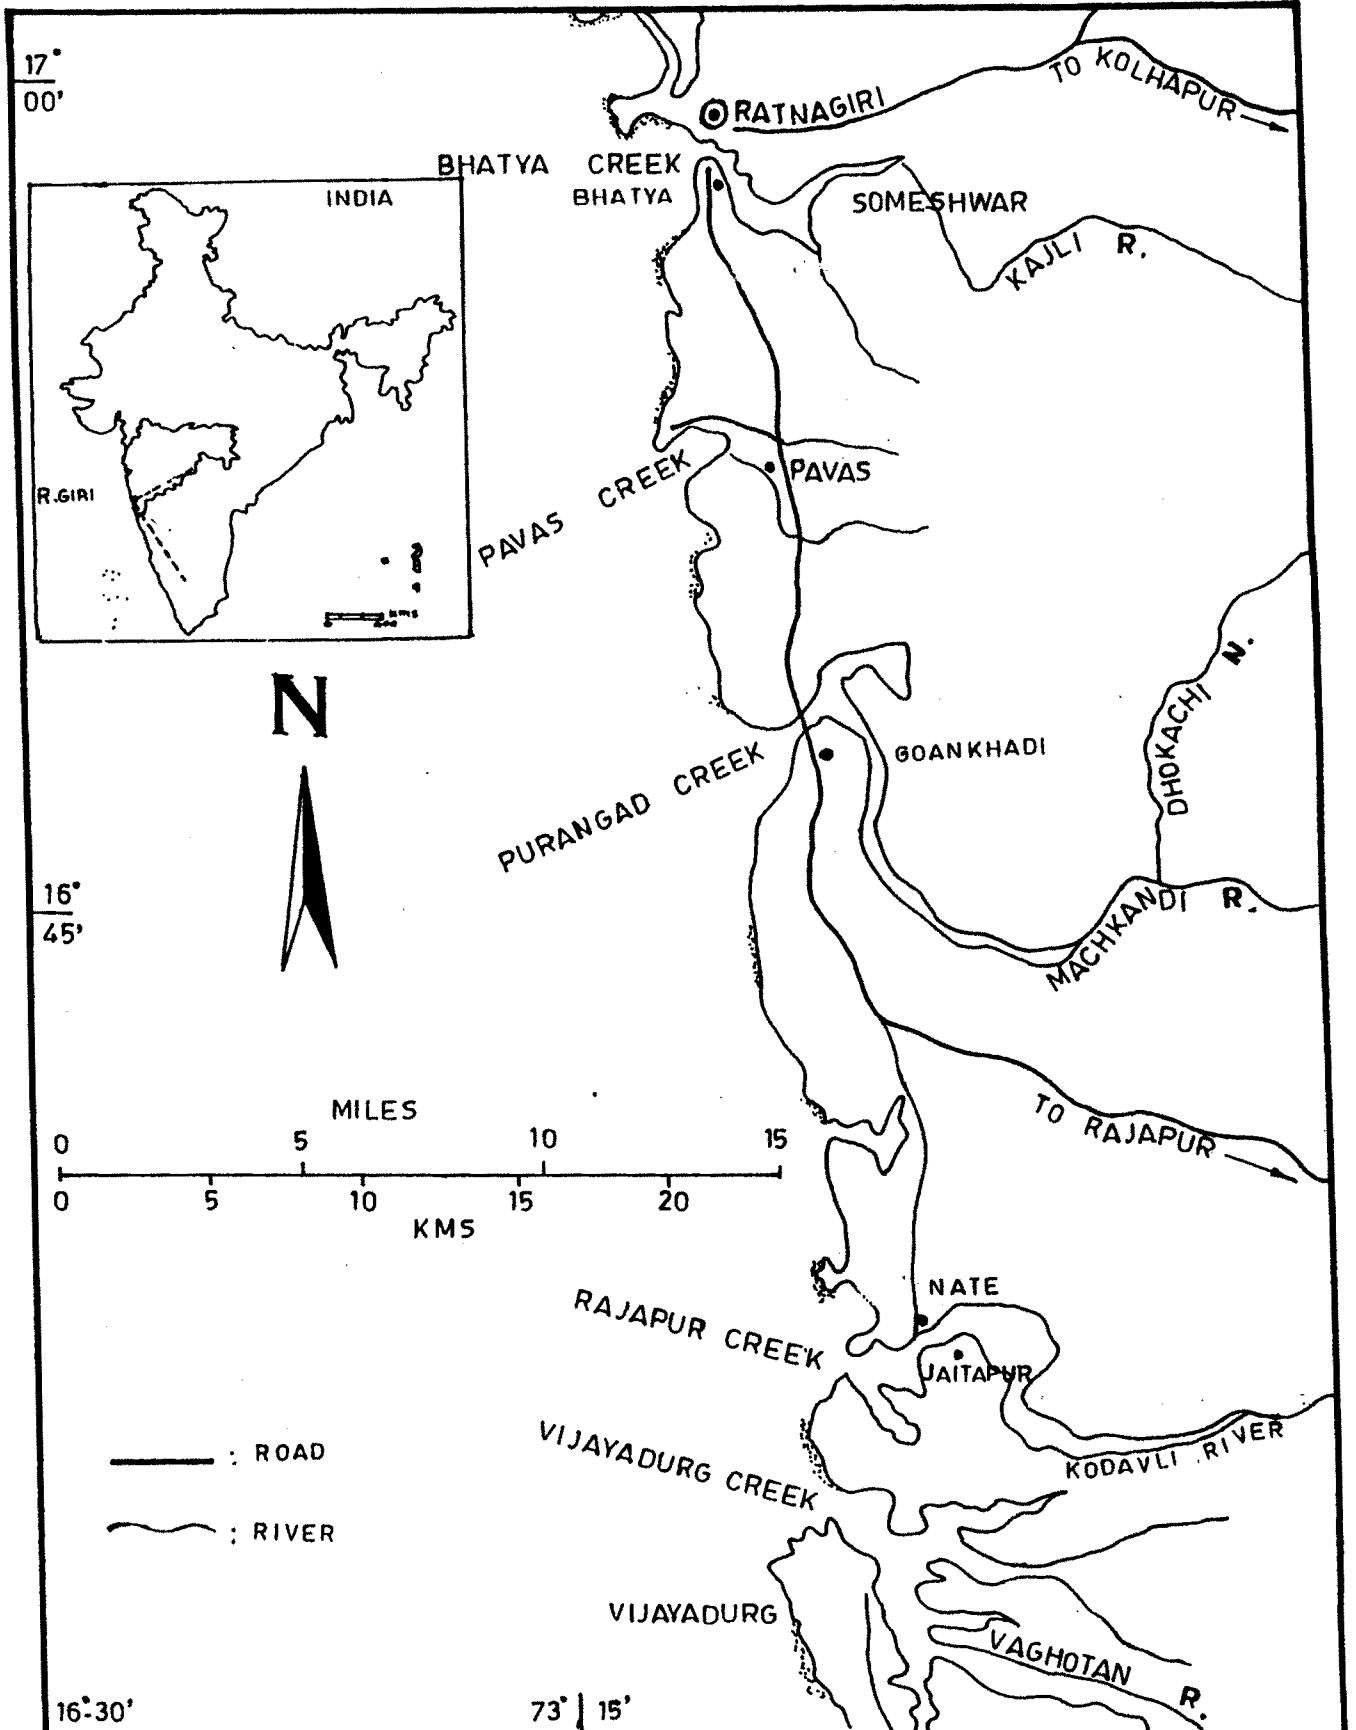 17°
00'
TO KOLHAPUR
RATNAGIRI
BHATYA CREEK
BHATYA
INDIA
SOMESHWAR
KAJLI R.
R.GIRI
PAVAS CREEK
PAVAS
kms
N
DHOKACHI N.
GOANKHADI
PURANGAD CREEK
16°
45'
MACHKANDI R.
MILES
0 5 10 15
0 5 10 15 20
KMS
TO RAJAPUR
NATE
RAJAPUR CREEK
JAITAPUR
VIJAYADURG CREEK
KODAVLI RIVER
: ROAD
: RIVER
VIJAYADURG
VAGHOTAN R.
16°-30'
73° 15'